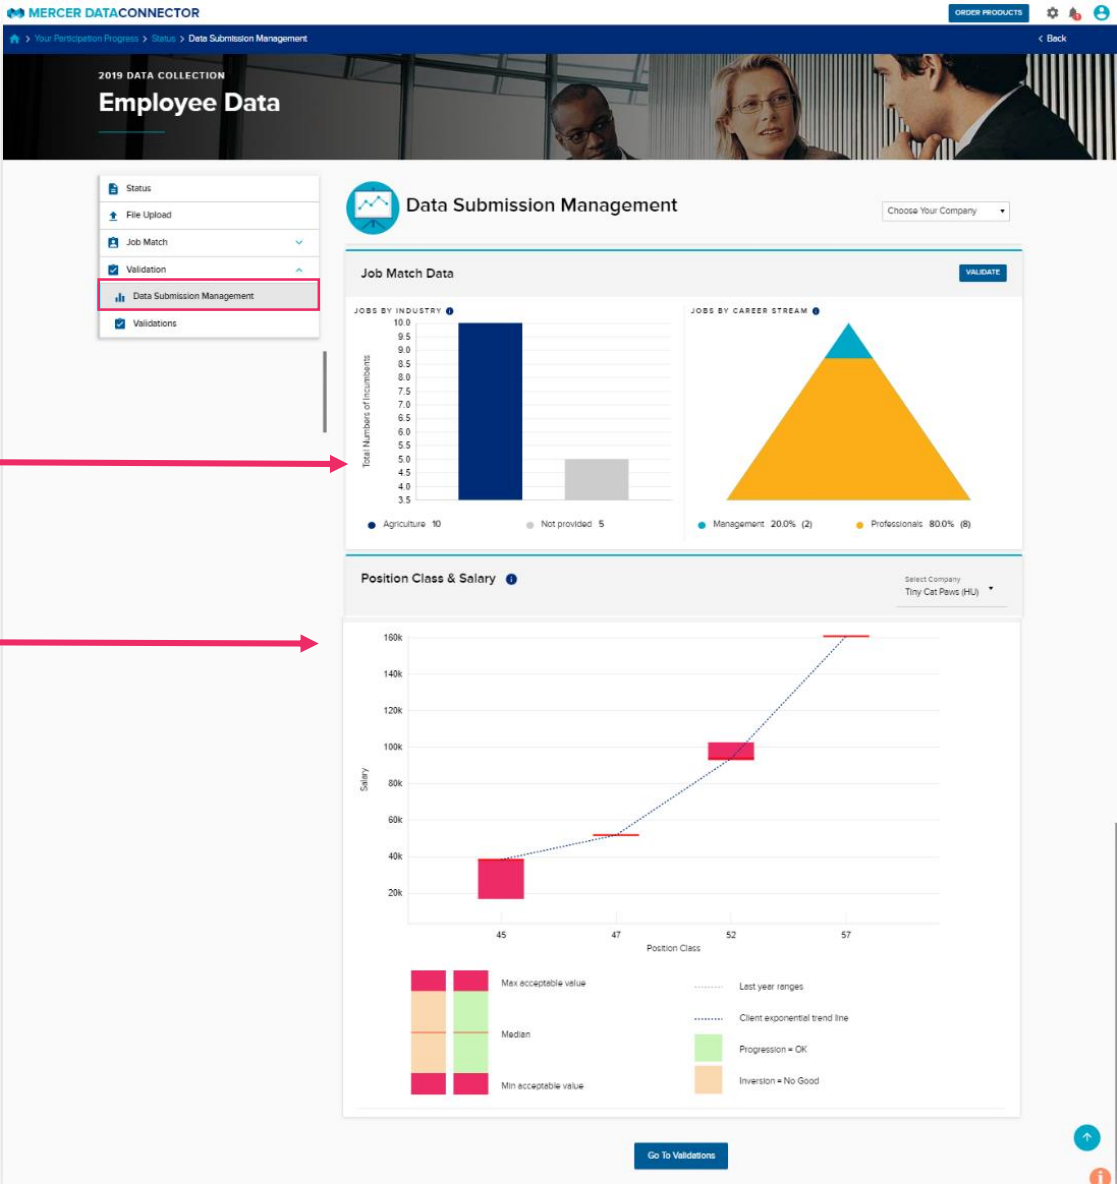 MERCER DATACONNECTOR
ORDER PRODUCTS
> Your Participation Progress > Status > Data Submission Management
< Back
2019 DATA COLLECTION
Employee Data
Status
File Upload
Job Match
Validation
Data Submission Management
Validations
Data Submission Management
Choose Your Company
Job Match Data
VALIDATE
JOBS BY INDUSTRY
10.0
9.5
9.0
8.5
8.0
7.5
7.0
6.5
6.0
5.5
5.0
4.5
4.0
3.5
Total Numbers of Incumbents
Agriculture 10
Not provided 5
JOBS BY CAREER STREAM
Management 20.0% (2)
Professionals 80.0% (8)
Position Class & Salary
Select Company
Tiny Cat Paws (HU)
160k
140k
120k
100k
80k
60k
40k
20k
Salary
45 47 52 57
Position Class
Max acceptable value
Median
Min acceptable value
Last year ranges
Client exponential trend line
Progression = OK
Inversion = No Good
Go To Validations